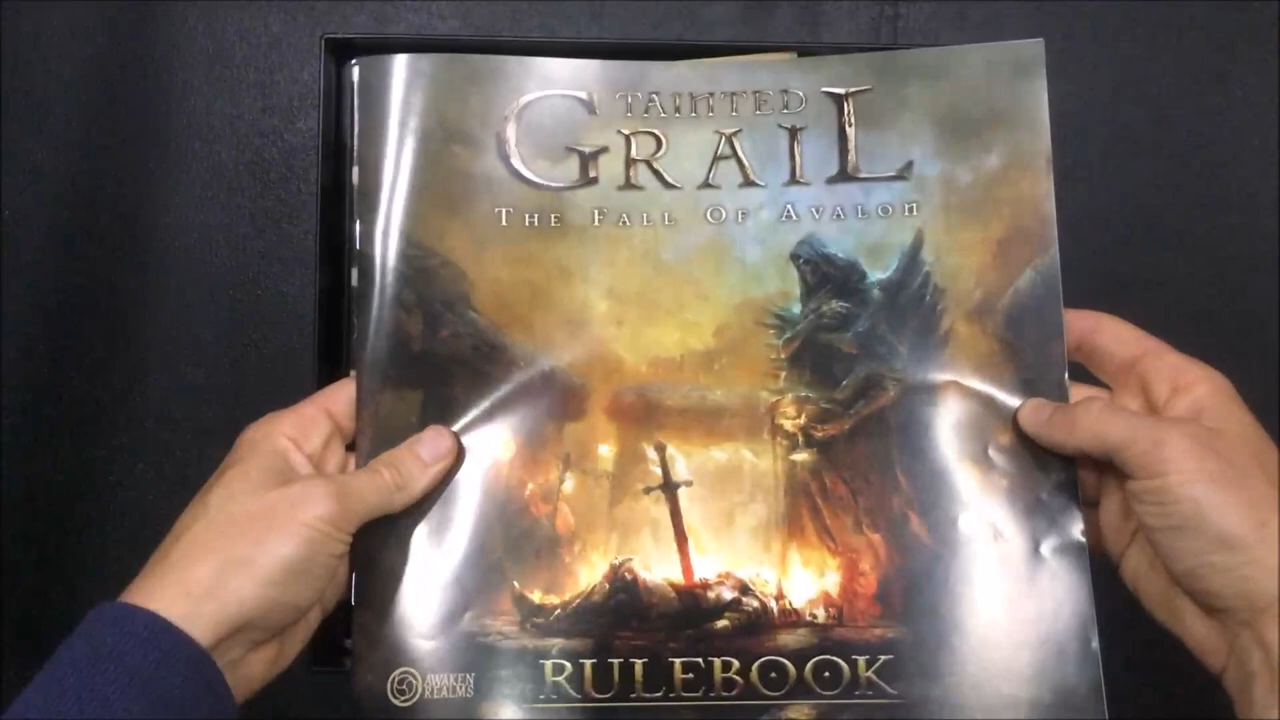 TAINTED
GRAIL
THE FALL OF AVALON
AWAKEN
REALMS
RULEBOOK